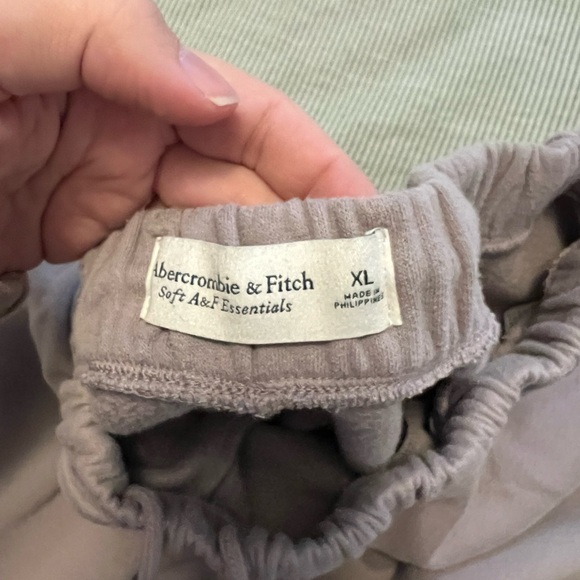 Abercrombie & Fitch
Soft A&F Essentials
XL
MADE IN
PHILIPPINES